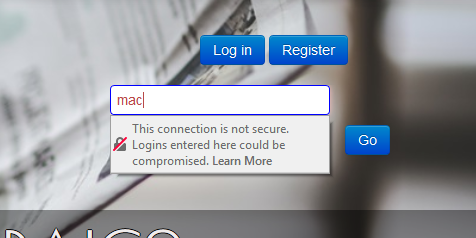 Log in Register
mac
This connection is not secure.
Logins entered here could be
compromised. Learn More
Go